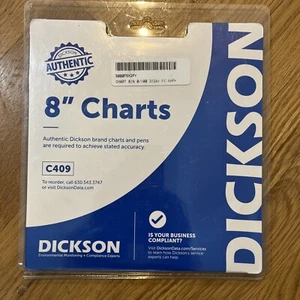 DICKSON
AUTHENTIC
8" Charts
Authentic Dickson brand charts and pens
are required to achieve stated accuracy.
C409
To reorder, call 630.543.3747
or visit DicksonData.com
DICKSON
IS YOUR BUSINESS
COMPLIANT?
Visit DicksonData.com/Services
to learn how Dickson's service
experts can help.
DICKSON
Environmental Monitoring + Compliance Experts